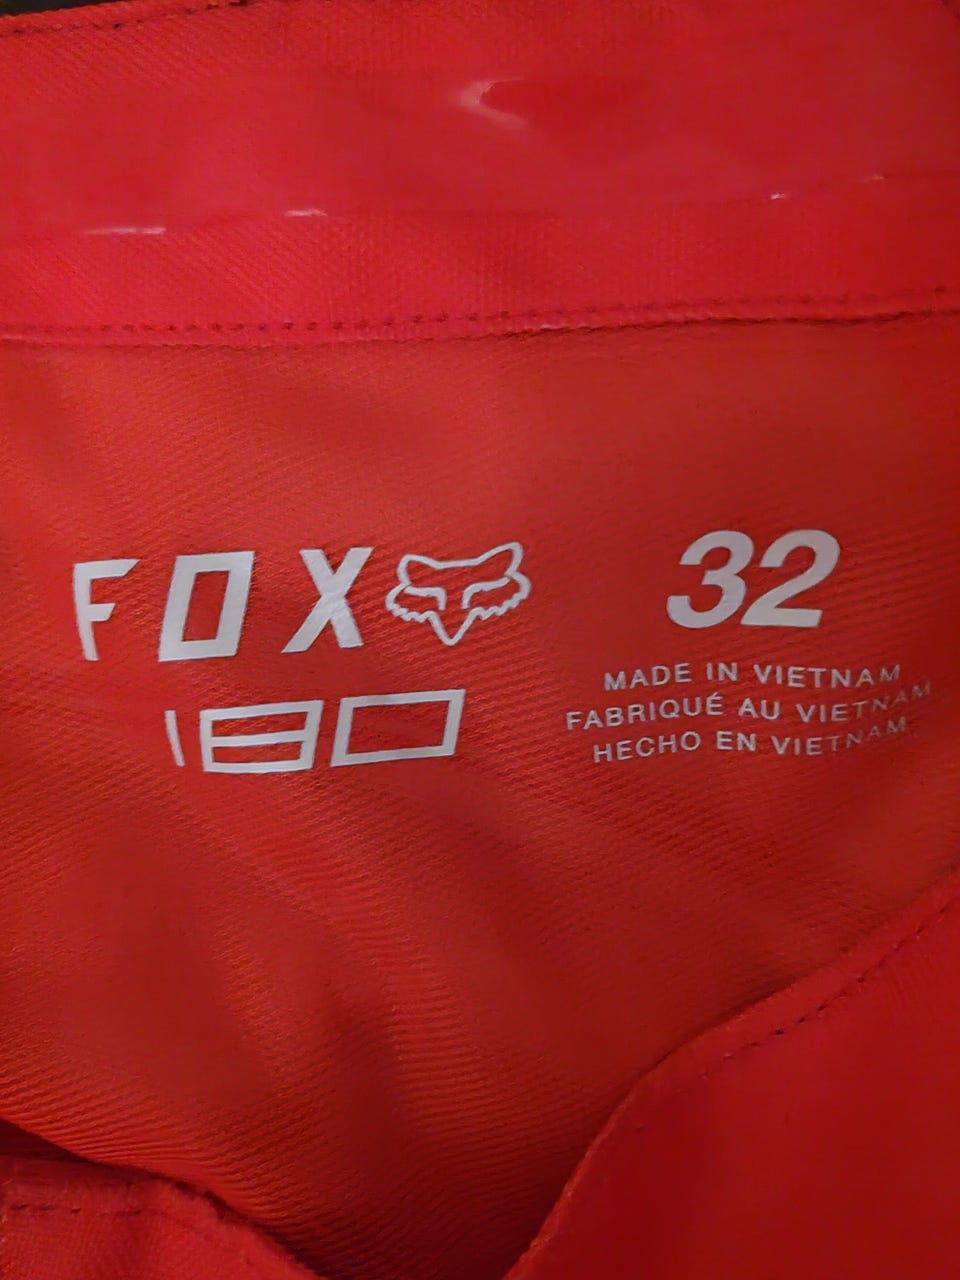 FOX
180
32
MADE IN VIETNAM
FABRIQUÉ AU VIETNAM
HECHO EN VIETNAM